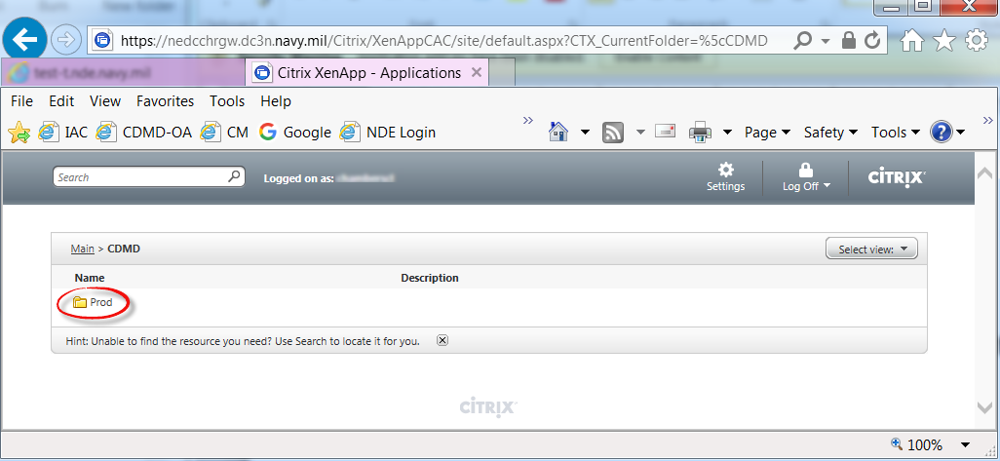 https://nedcchrgw.dc3n.navy.mil/Citrix/XenAppCAC/site/default.aspx?CTX_CurrentFolder=%5cCDMD
test-t.nde.navy.mil Citrix XenApp - Applications
File Edit View Favorites Tools Help
IAC CDMD-OA CM Google NDE Login Page Safety Tools
Search Logged on as: Settings Log Off CITRIX
Main > CDMD Select view:
Name Description
Prod
Hint: Unable to find the resource you need? Use Search to locate it for you.
CITRIX
100%